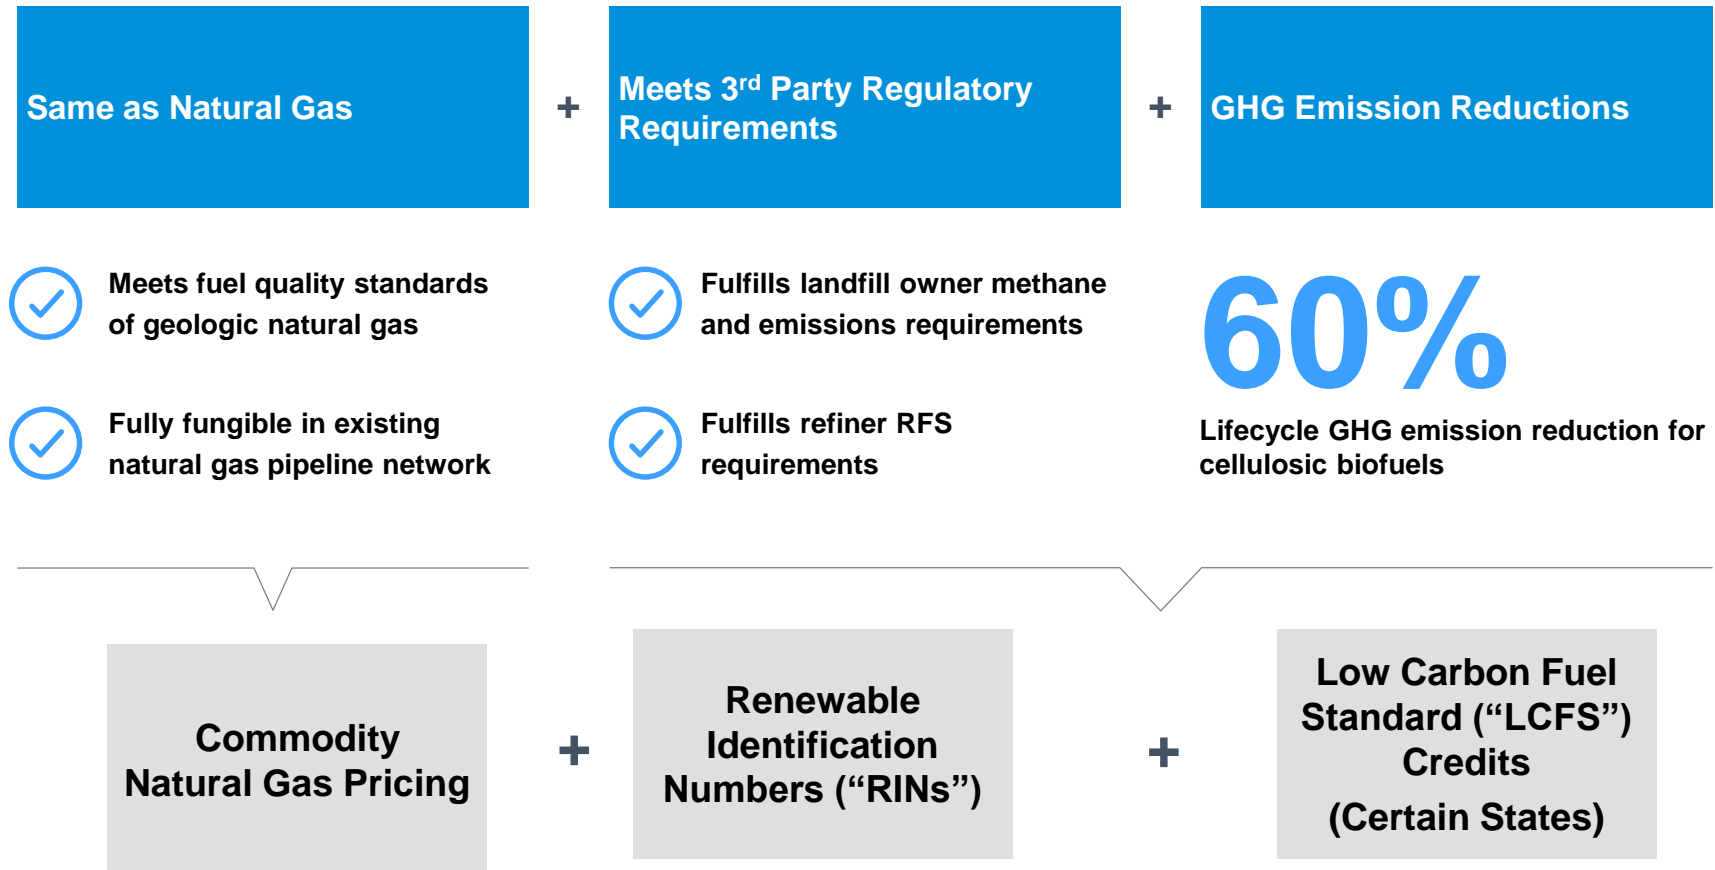 Same as Natural Gas
+
Meets 3rd Party Regulatory
Requirements
+
GHG Emission Reductions
Meets fuel quality standards
of geologic natural gas
Fully fungible in existing
natural gas pipeline network
Fulfills landfill owner methane
and emissions requirements
Fulfills refiner RFS
requirements
60%
Lifecycle GHG emission reduction for
cellulosic biofuels
Commodity
Natural Gas Pricing
+
Renewable
Identification
Numbers (“RINs”)
+
Low Carbon Fuel
Standard (“LCFS”)
Credits
(Certain States)